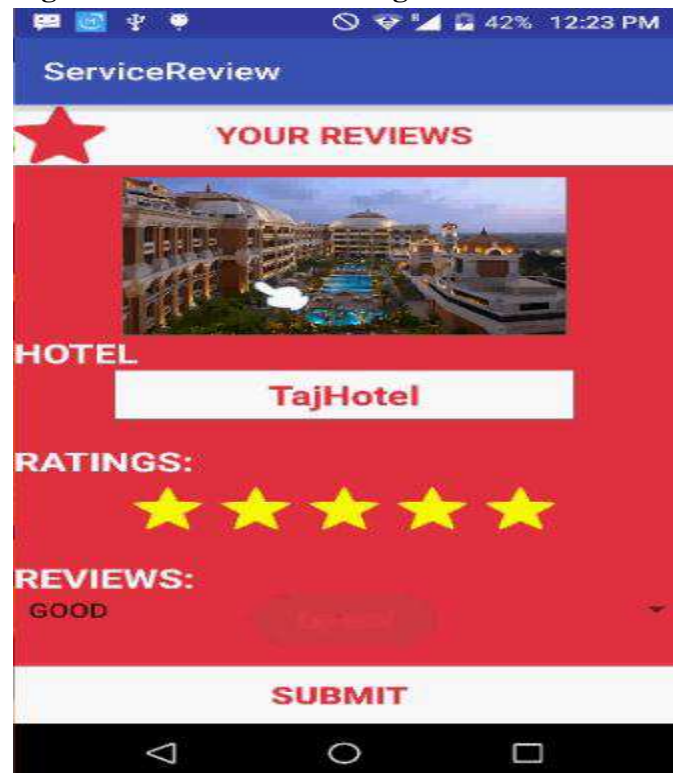 42% 12:23 PM
ServiceReview
YOUR REVIEWS
HOTEL
TajHotel
RATINGS:
REVIEWS:
GOOD
SUBMIT